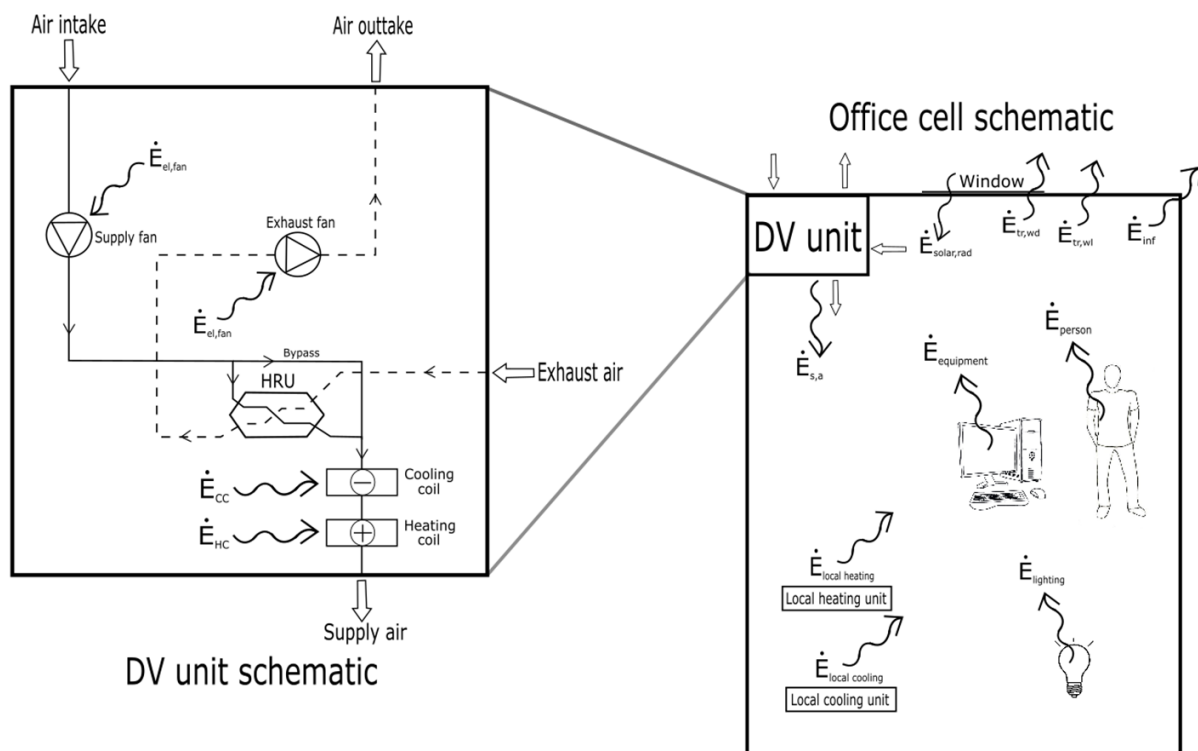 Air intake
Air outtake
Ė el,fan
Supply fan
Exhaust fan
Ė el,fan
Bypass
HRU
Exhaust air
Ė CC
Cooling
coil
Ė HC
Heating
coil
Supply air
DV unit schematic
Office cell schematic
Window
DV unit
Ė solar,rad
Ė tr,wd
Ė tr,wl
Ė inf
Ė s,a
Ė equipment
Ė person
Ė local heating
Local heating unit
Ė lighting
Ė local cooling
Local cooling unit